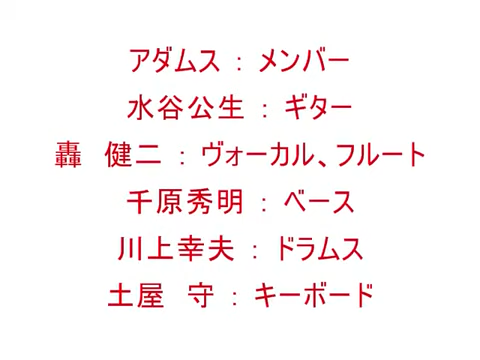 アダムス : メンバー
水谷公生 : ギター
轟　健二 : ヴォーカル、フルート
千原秀明 : ベース
川上幸夫 : ドラムス
土屋　守 : キーボード